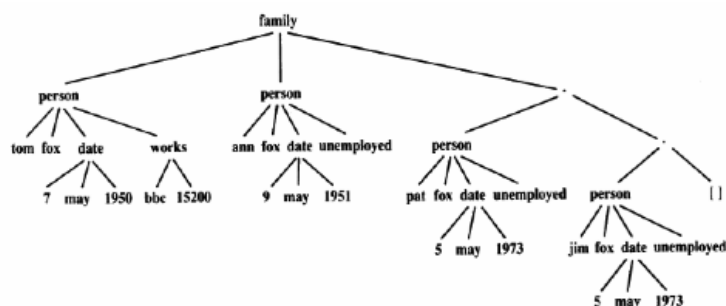 family
person person .
tom fox date works ann fox date unemployed person .
7 may 1950 bbc 15200 9 may 1951 pat fox date unemployed person [ ]
5 may 1973 jim fox date unemployed
5 may 1973